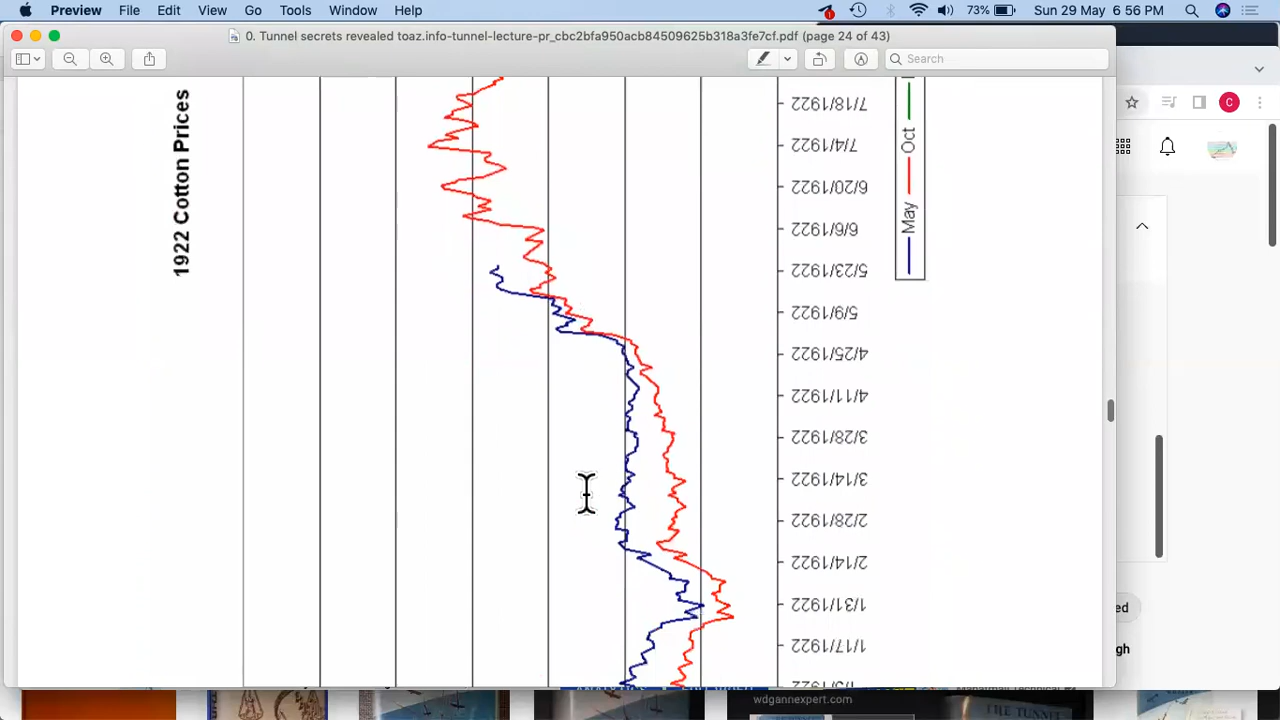 Preview File Edit View Go Tools Window Help 73% Sun 29 May 6:56 PM
0. Tunnel secrets revealed toaz.info-tunnel-lecture-pr_cbc2bfa950acb84509625b318a3fe7cf.pdf (page 24 of 43)
Search
1922 Cotton Prices
7/18/1922
7/4/1922
6/20/1922
6/6/1922
5/23/1922
5/9/1922
4/25/1922
4/11/1922
3/28/1922
3/14/1922
2/28/1922
2/14/1922
1/31/1922
1/17/1922
May Oct
C
ed
gh
wdgannexpert.com
THE TUNNEL